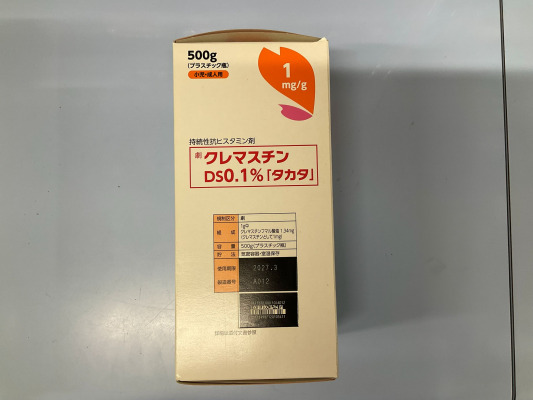 500g
(プラスチック瓶)
小児・成人用
1
mg/g
持続性抗ヒスタミン剤
劇 クレマスチン
DS0.1%「タカタ」
規制区分 劇
組成 1g中
クレマスチンフマル酸塩 1.34mg
(クレマスチンとして1mg)
容量 500g(プラスチック瓶)
貯法 気密容器・室温保存
使用期限 2027.3
製造番号 A012